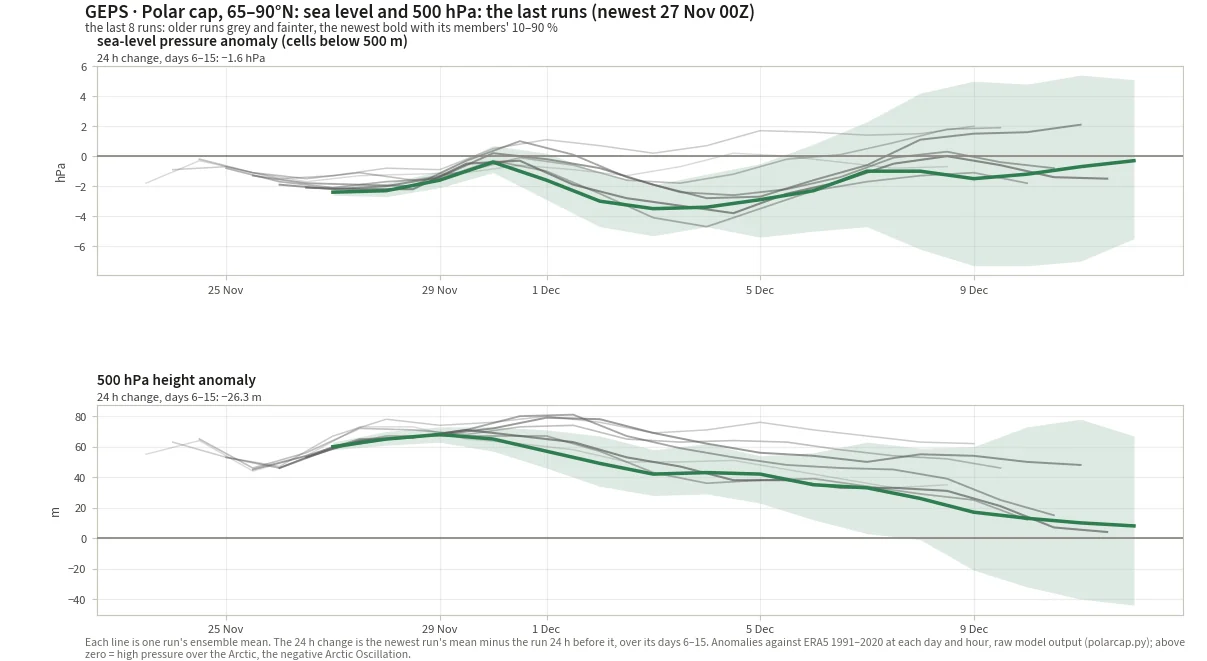 GEPS · Polar cap, 65–90°N: sea level and 500 hPa: the last runs (newest 27 Nov 00Z)
the last 8 runs: older runs grey and fainter, the newest bold with its members' 10–90 %
sea-level pressure anomaly (cells below 500 m)
24 h change, days 6–15: −1.6 hPa
6
4
2
0
−2
−4
−6
hPa
25 Nov
29 Nov
1 Dec
5 Dec
9 Dec
500 hPa height anomaly
24 h change, days 6–15: −26.3 m
80
60
40
20
0
−20
−40
m
25 Nov
29 Nov
1 Dec
5 Dec
9 Dec
Each line is one run's ensemble mean. The 24 h change is the newest run's mean minus the run 24 h before it, over its days 6–15. Anomalies against ERA5 1991–2020 at each day and hour, raw model output (polarcap.py); above
zero = high pressure over the Arctic, the negative Arctic Oscillation.